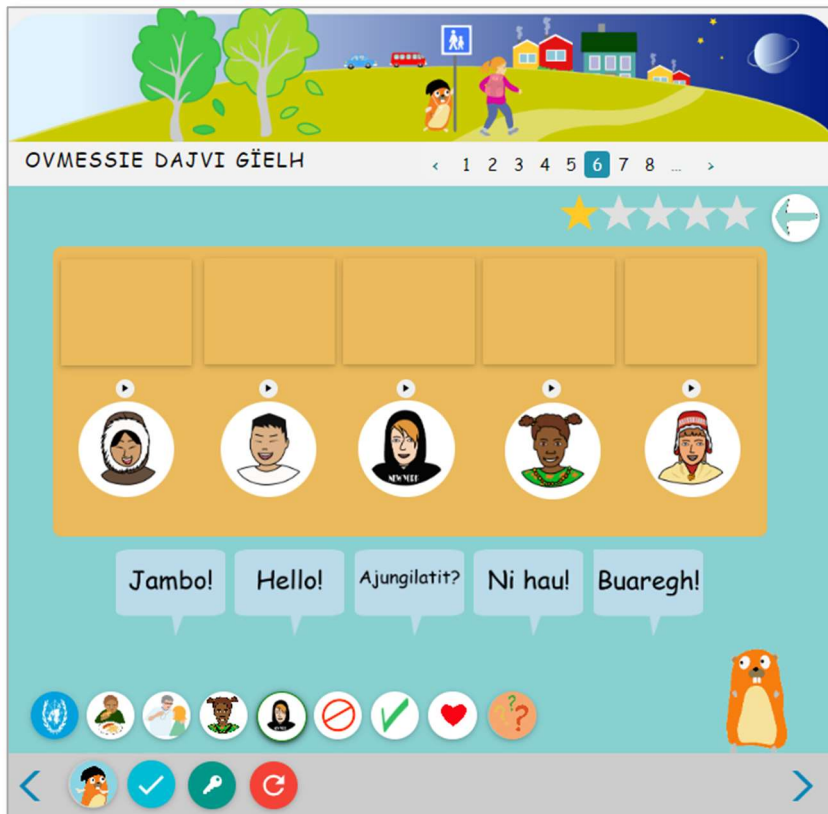 OVMESSIE DAJVI GÏELH
‹ 1 2 3 4 5 6 7 8 ... ›
NEW YORK
Jambo! Hello! Ajungilatit? Ni hau! Buaregh!